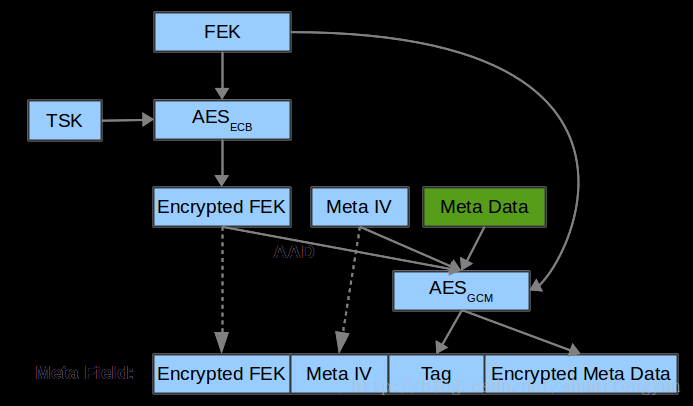 FEK
TSK
AES ECB
Encrypted FEK
Meta IV
Meta Data
AAD
AES GCM
Meta Field:
Encrypted FEK
Meta IV
Tag
Encrypted Meta Data